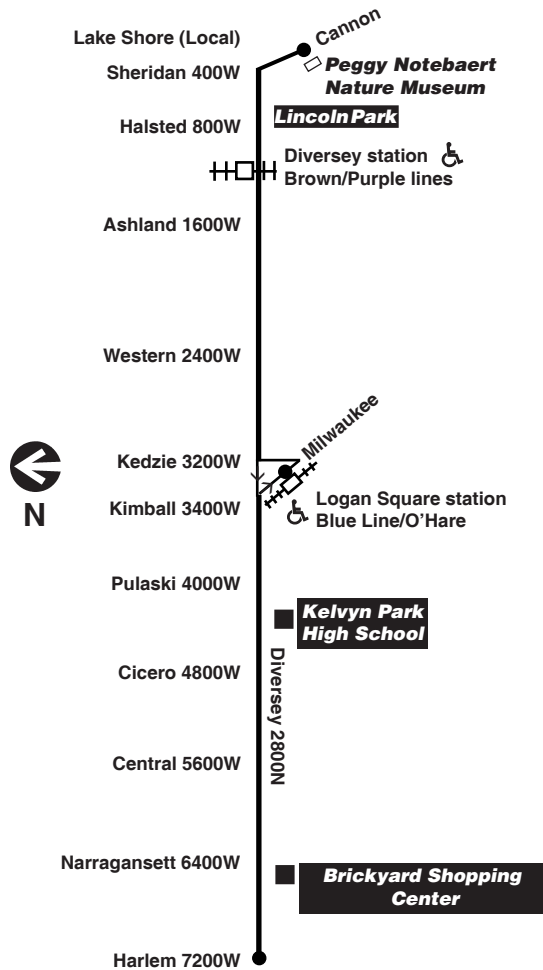 Lake Shore (Local)
Cannon
Sheridan 400W
Peggy Notebaert
Nature Museum
Lincoln Park
Halsted 800W
Diversey station
Brown/Purple lines
Ashland 1600W
Western 2400W
Milwaukee
Kedzie 3200W
N
Kimball 3400W
Logan Square station
Blue Line/O'Hare
Pulaski 4000W
Kelvyn Park
High School
Diversey 2800N
Cicero 4800W
Central 5600W
Narragansett 6400W
Brickyard Shopping
Center
Harlem 7200W